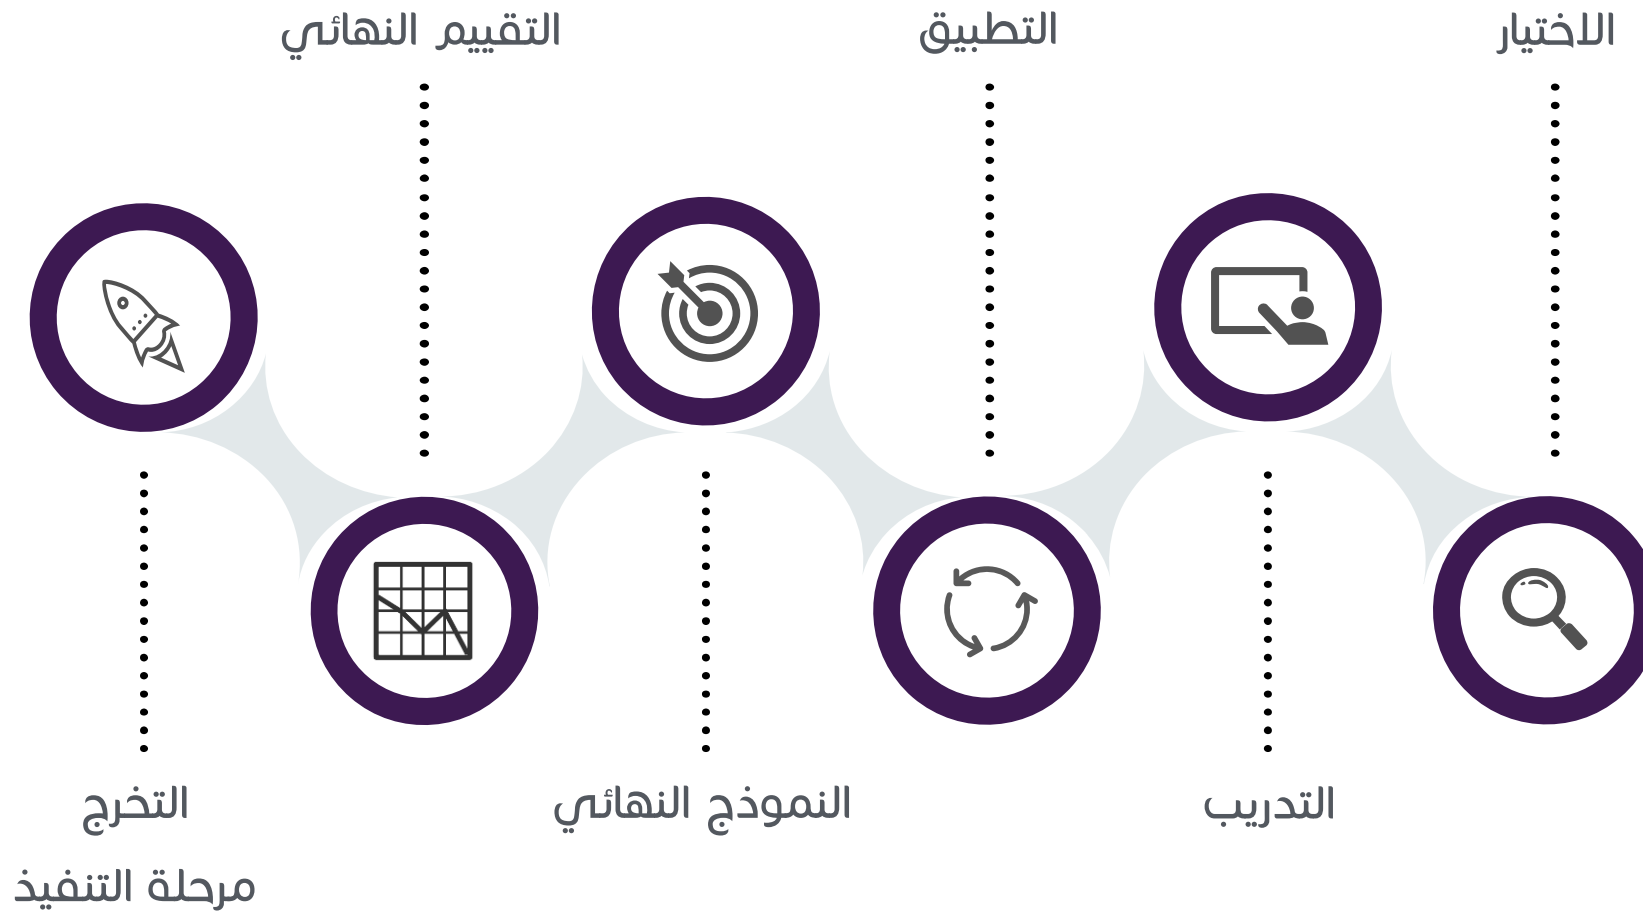 الاختيار
التدريب
التطبيق
النموذج النهائي
التقييم النهائي
التخرج
مرحلة التنفيذ